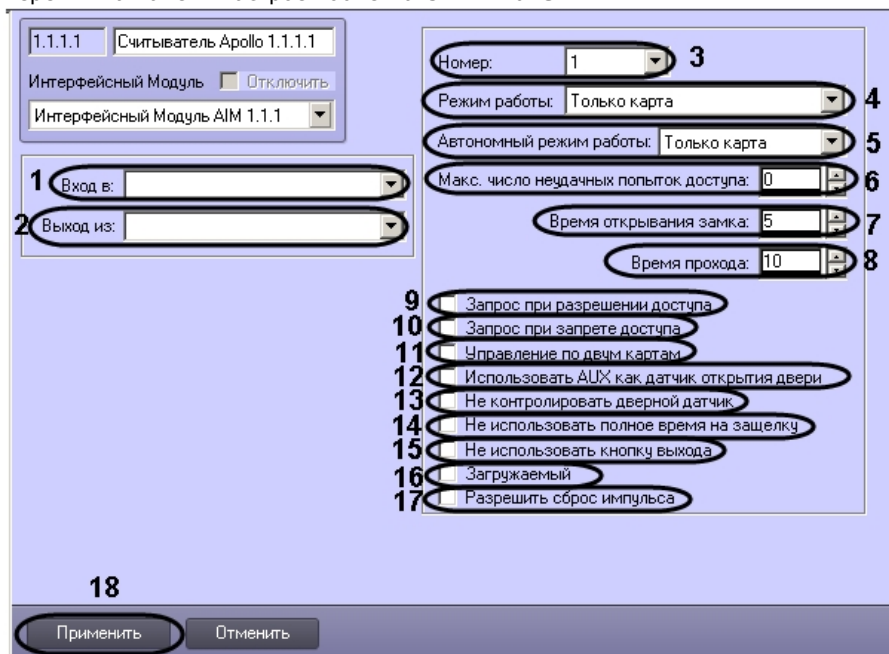 1.1.1.1 Считыватель Apollo 1.1.1.1
Интерфейсный Модуль Отключить
Интерфейсный Модуль AIM 1.1.1
1 Вход в:
2 Выход из:
Номер: 1 3
Режим работы: Только карта 4
Автономный режим работы: Только карта 5
Макс. число неудачных попыток доступа: 0 6
Время открывания замка: 5 7
Время прохода: 10 8
9 Запрос при разрешении доступа
10 Запрос при запрете доступа
11 Управление по двум картам
12 Использовать AUX как датчик открытия двери
13 Не контролировать дверной датчик
14 Не использовать полное время на защелку
15 Не использовать кнопку выхода
16 Загружаемый
17 Разрешить сброс импульса
18
Применить Отменить